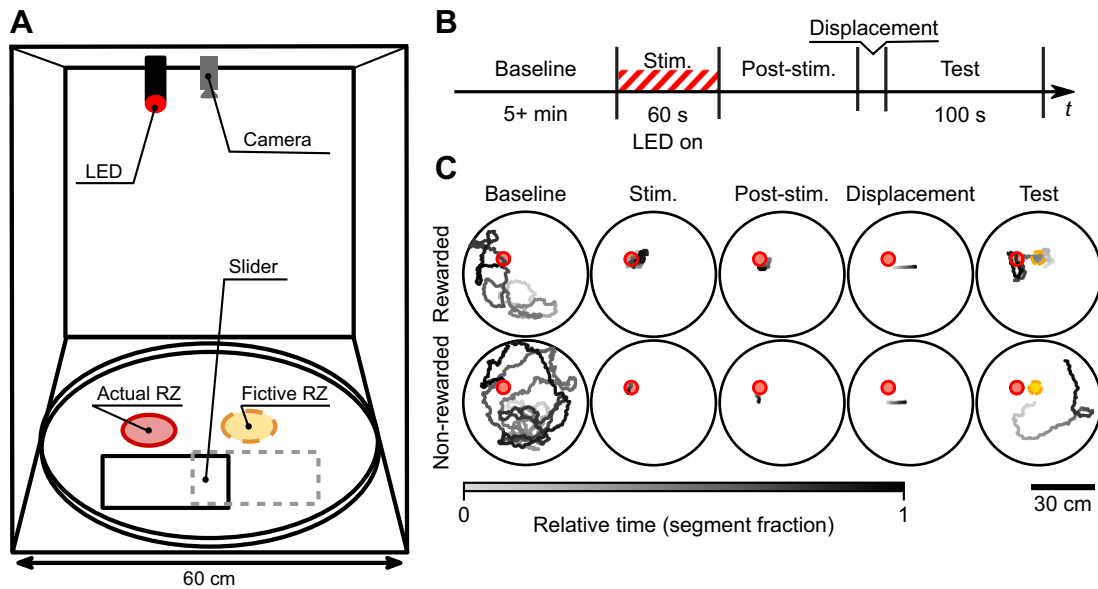 A
LED
Camera
Slider
Actual RZ
Fictive RZ
60 cm
B
Displacement
Baseline
Stim.
Post-stim.
Test
5+ min
60 s
100 s
t
LED on
C
Baseline
Stim.
Post-stim.
Displacement
Test
Rewarded
Non-rewarded
0
1
Relative time (segment fraction)
30 cm